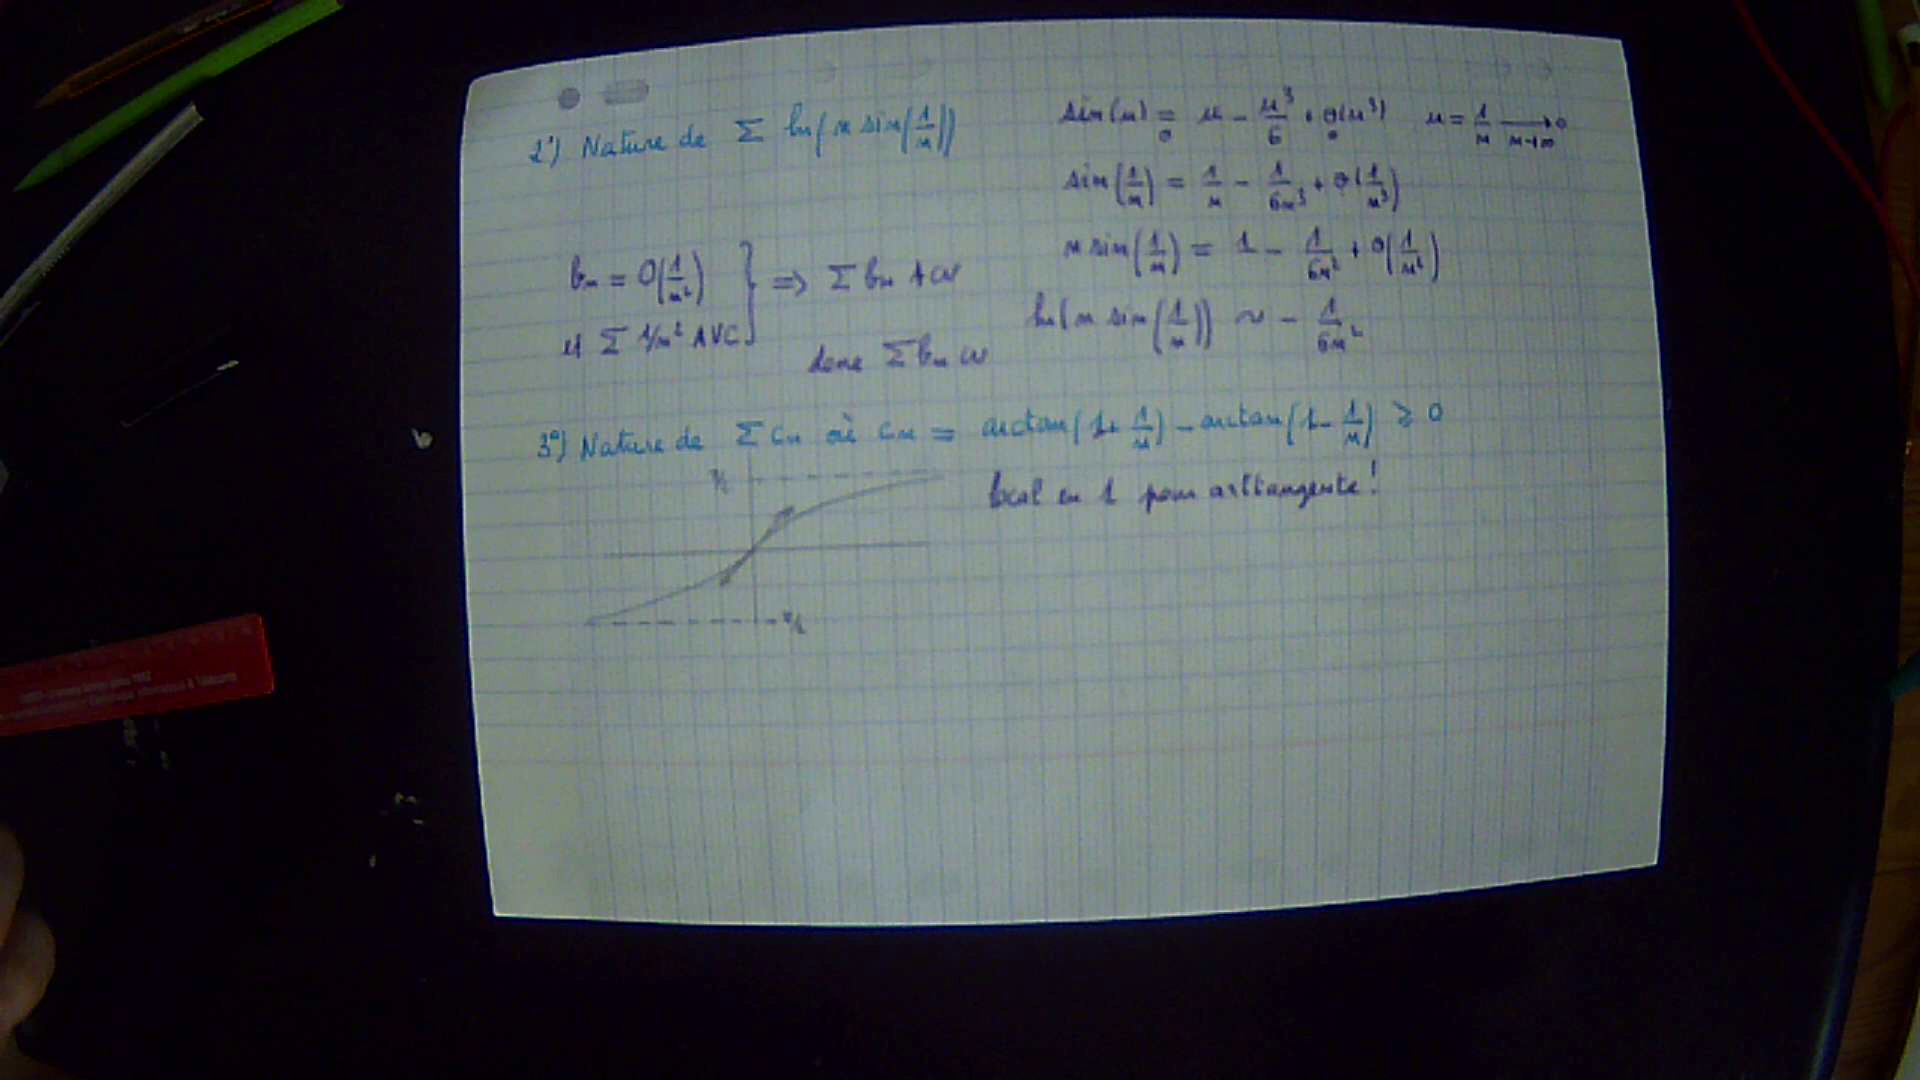 2°) Nature de Σ ln(n sin(1/n))
sin(u) =₀ u - u³/6 + o₀(u³) u = 1/n ⟶ 0 n→∞
sin(1/n) = 1/n - 1/6n³ + o(1/n³)
n sin(1/n) = 1 - 1/6n² + o(1/n²)
ln(n sin(1/n)) ~ - 1/6n²
bn = O(1/n²)
et Σ 1/n² AVC } ⇒ Σ bn ACV
donc Σ bn CV
3°) Nature de Σ cn où cn = arctan(1+ 1/n) - arctan(1- 1/n) ≥ 0
local en 1 pour arctangente !
π/2
-π/2